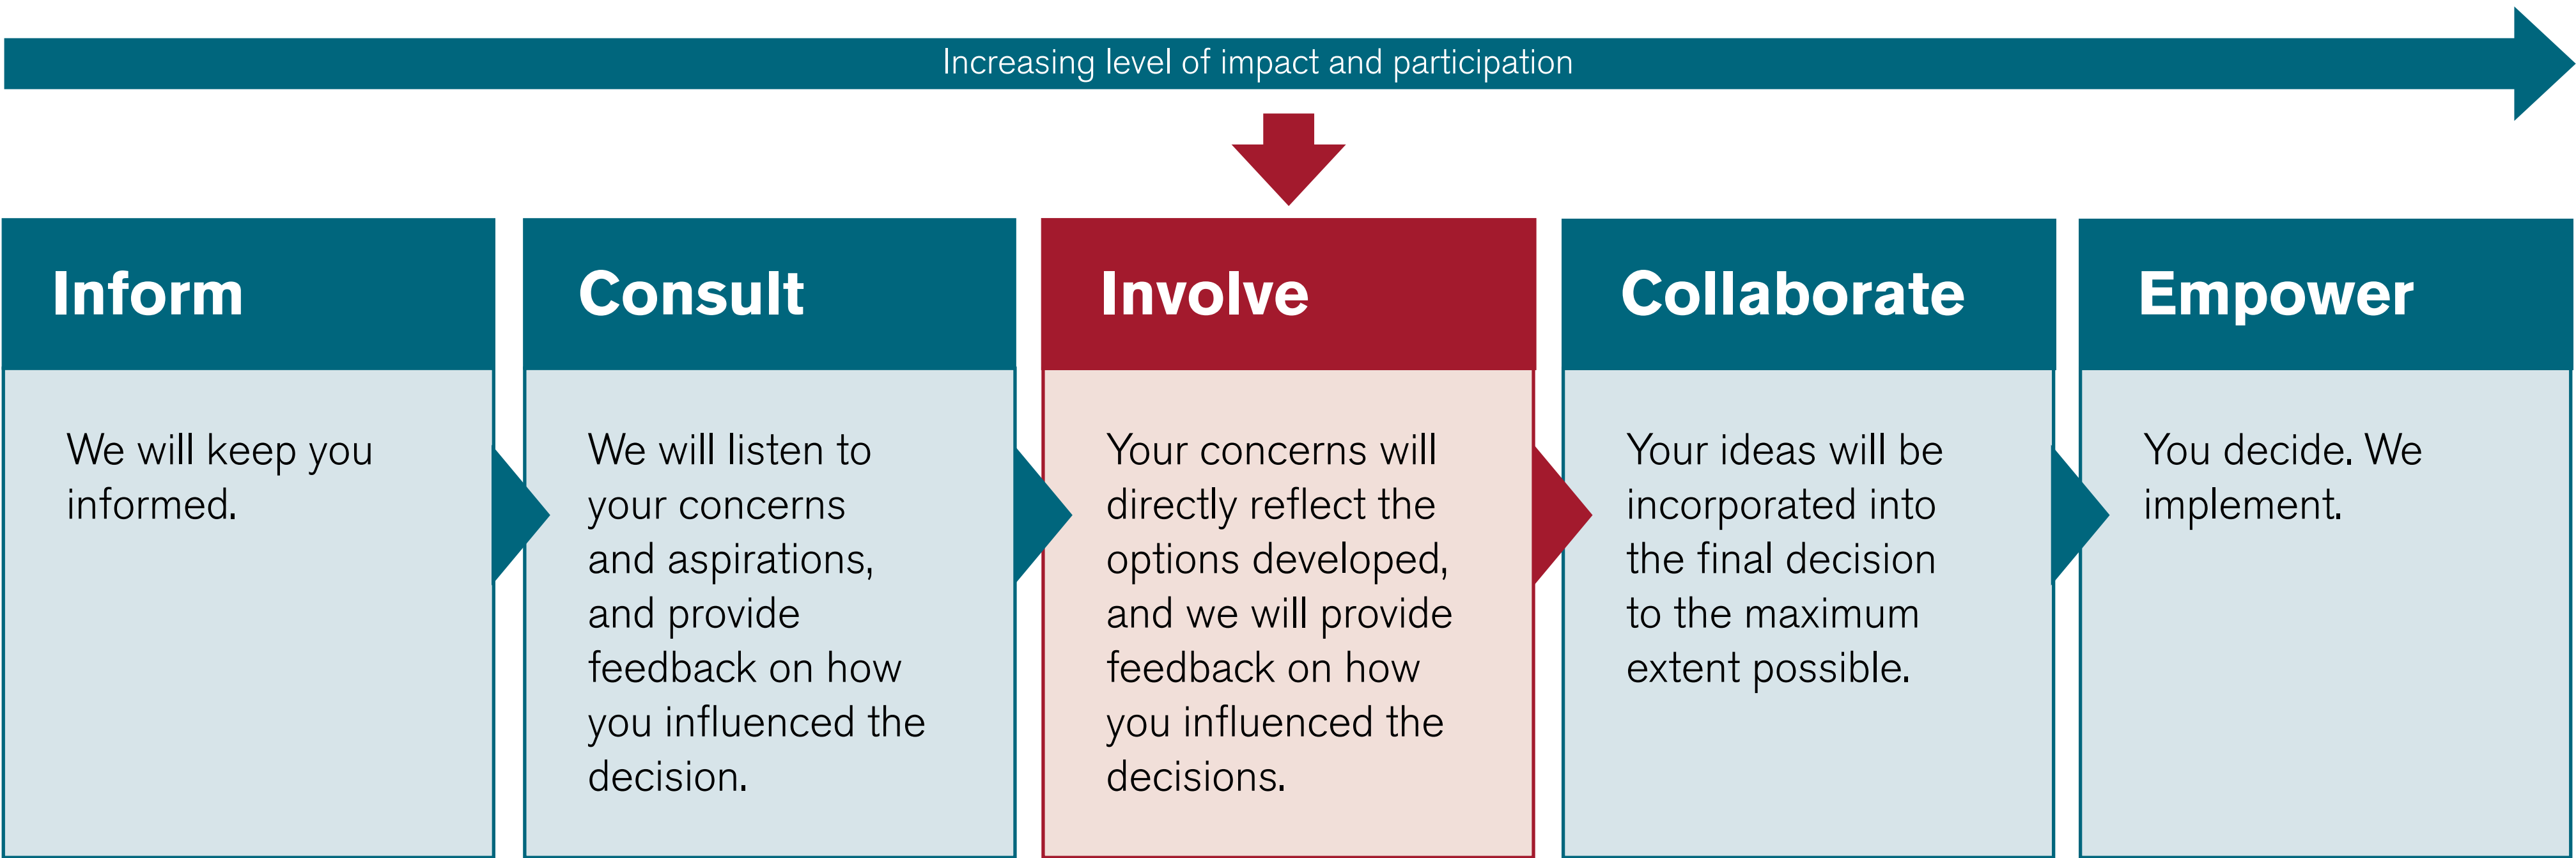 Increasing level of impact and participation
Inform
We will keep you
informed.
Consult
We will listen to
your concerns
and aspirations,
and provide
feedback on how
you influenced the
decision.
Involve
Your concerns will
directly reflect the
options developed,
and we will provide
feedback on how
you influenced the
decisions.
Collaborate
Your ideas will be
incorporated into
the final decision
to the maximum
extent possible.
Empower
You decide. We
implement.